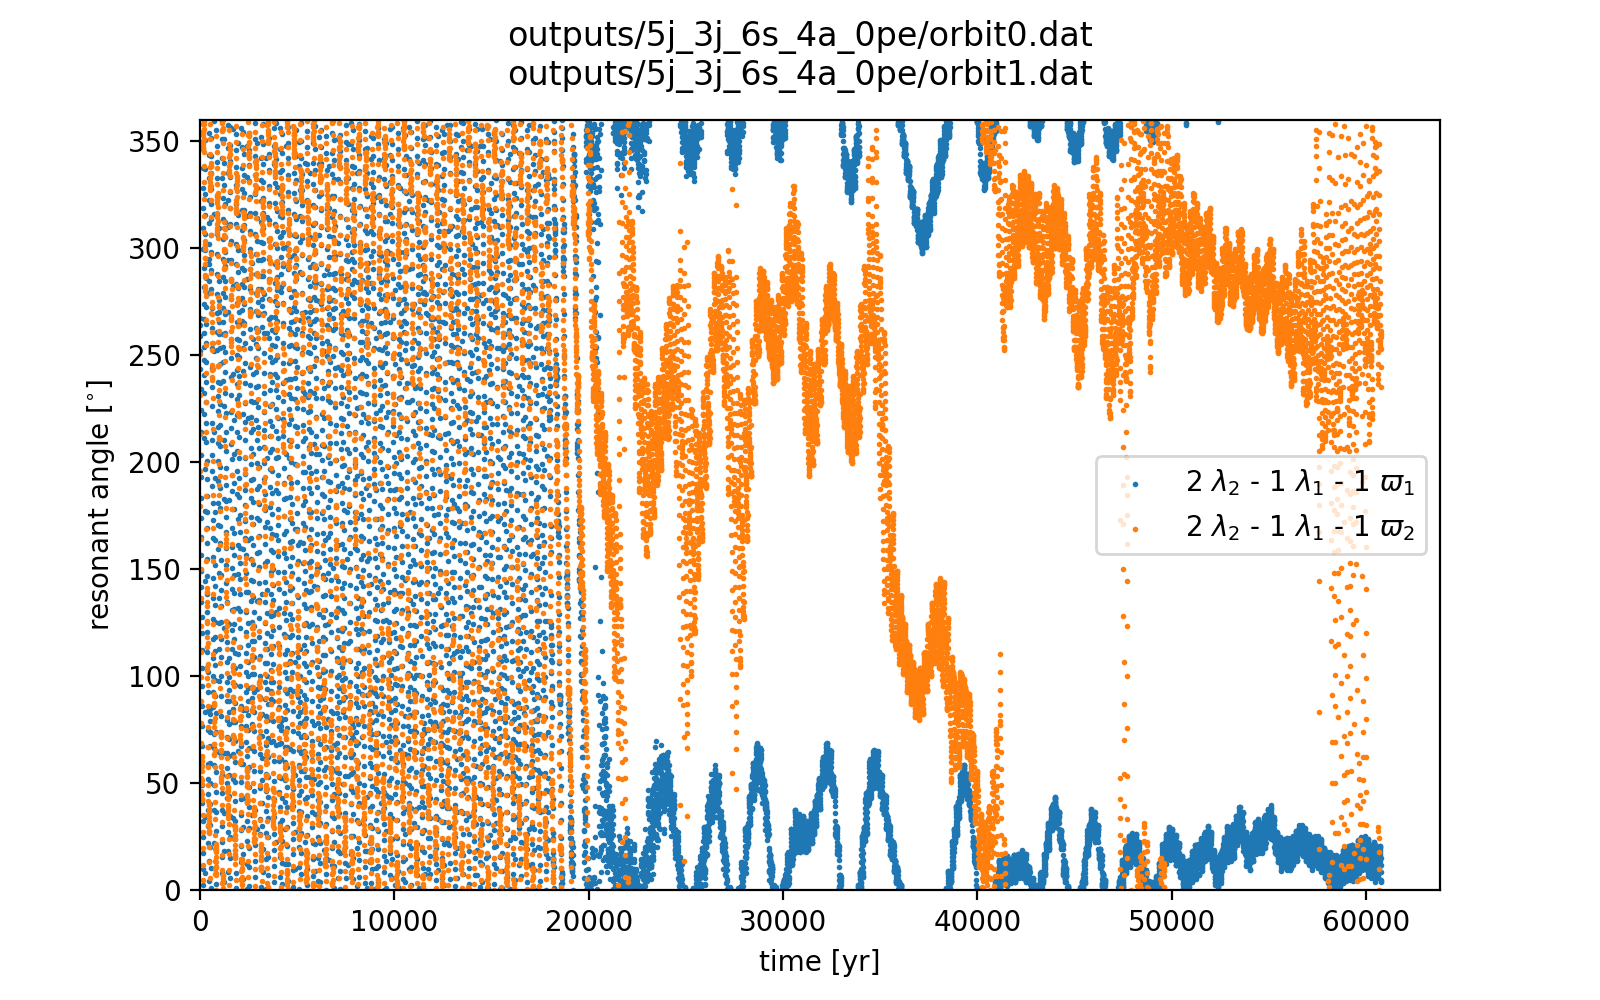 outputs/5j_3j_6s_4a_0pe/orbit0.dat
outputs/5j_3j_6s_4a_0pe/orbit1.dat
resonant angle [°]
350
300
250
200
150
100
50
0
2 λ₂ - 1 λ₁ - 1 ϖ₁
2 λ₂ - 1 λ₁ - 1 ϖ₂
0 10000 20000 30000 40000 50000 60000
time [yr]